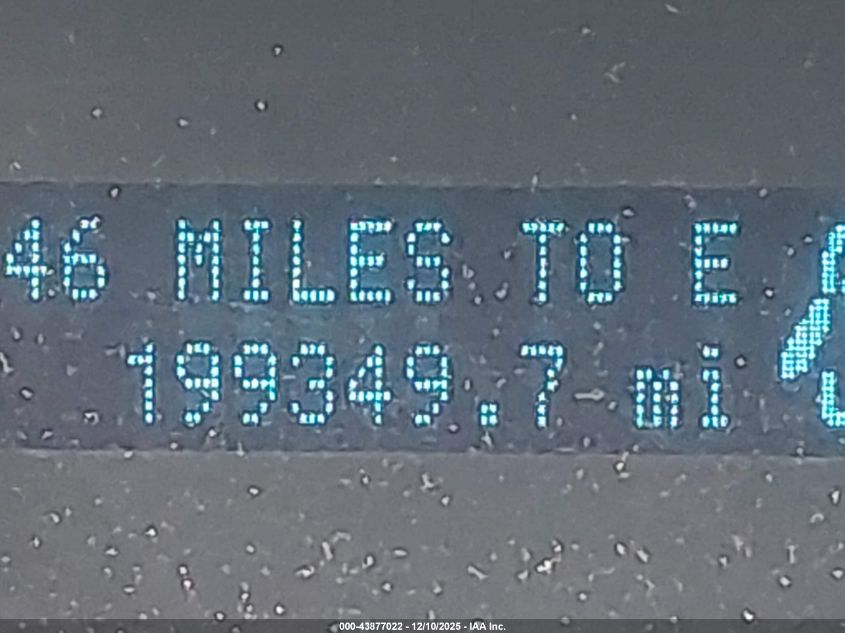 46 MILES TO E
199349.7 mi
000-43877022 - 12/10/2025 - IAA Inc.